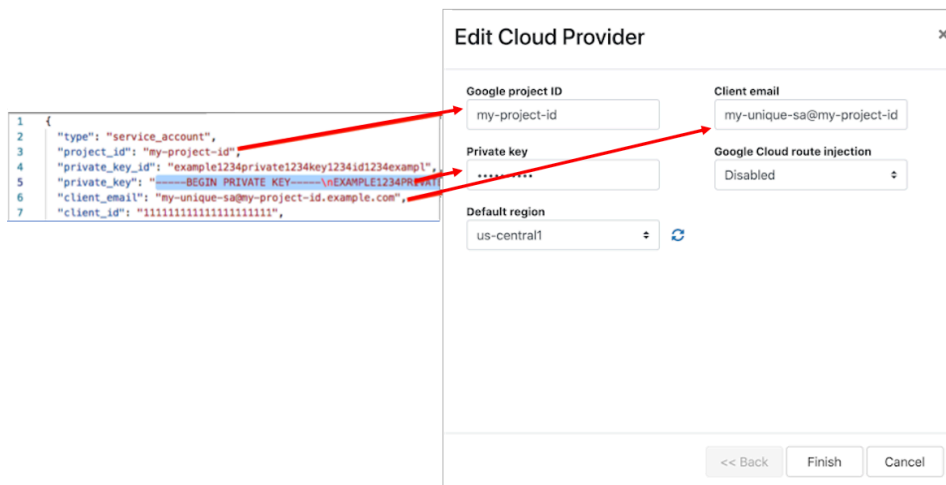 1 {
2 "type": "service_account",
3 "project_id": "my-project-id",
4 "private_key_id": "example1234private1234key1234id1234exampl",
5 "private_key": "-----BEGIN PRIVATE KEY-----\nEXAMPLE1234PRIVAT
6 "client_email": "my-unique-sa@my-project-id.example.com",
7 "client_id": "111111111111111111111",
Edit Cloud Provider
×
Google project ID
Client email
my-project-id
my-unique-sa@my-project-id
Private key
Google Cloud route injection
••••••••••
Disabled
Default region
us-central1
<< Back
Finish
Cancel